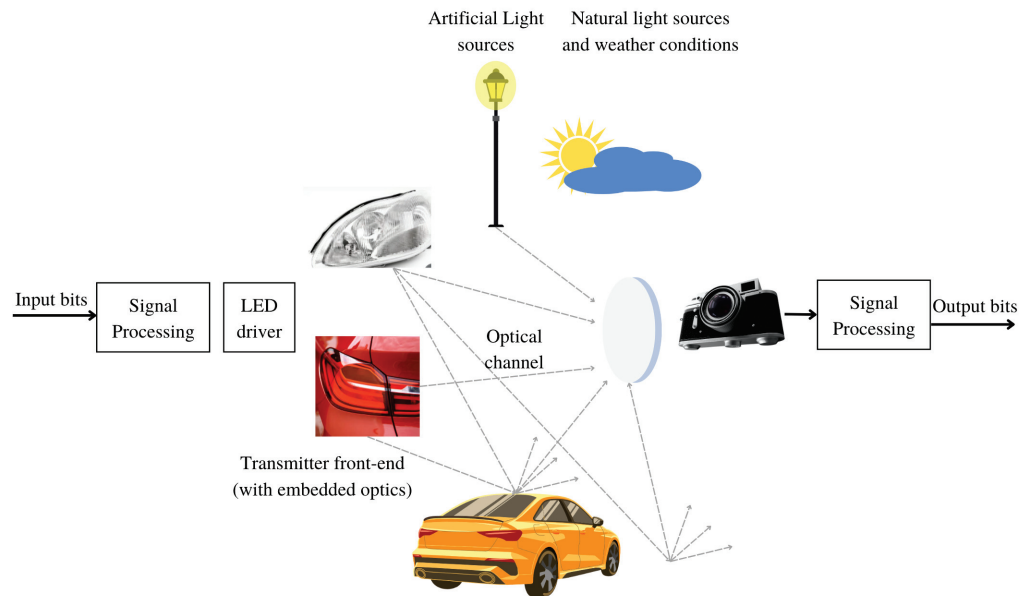 Artificial Light
sources
Natural light sources
and weather conditions
Input bits
Signal
Processing
LED
driver
Optical
channel
Signal
Processing
Output bits
Transmitter front-end
(with embedded optics)